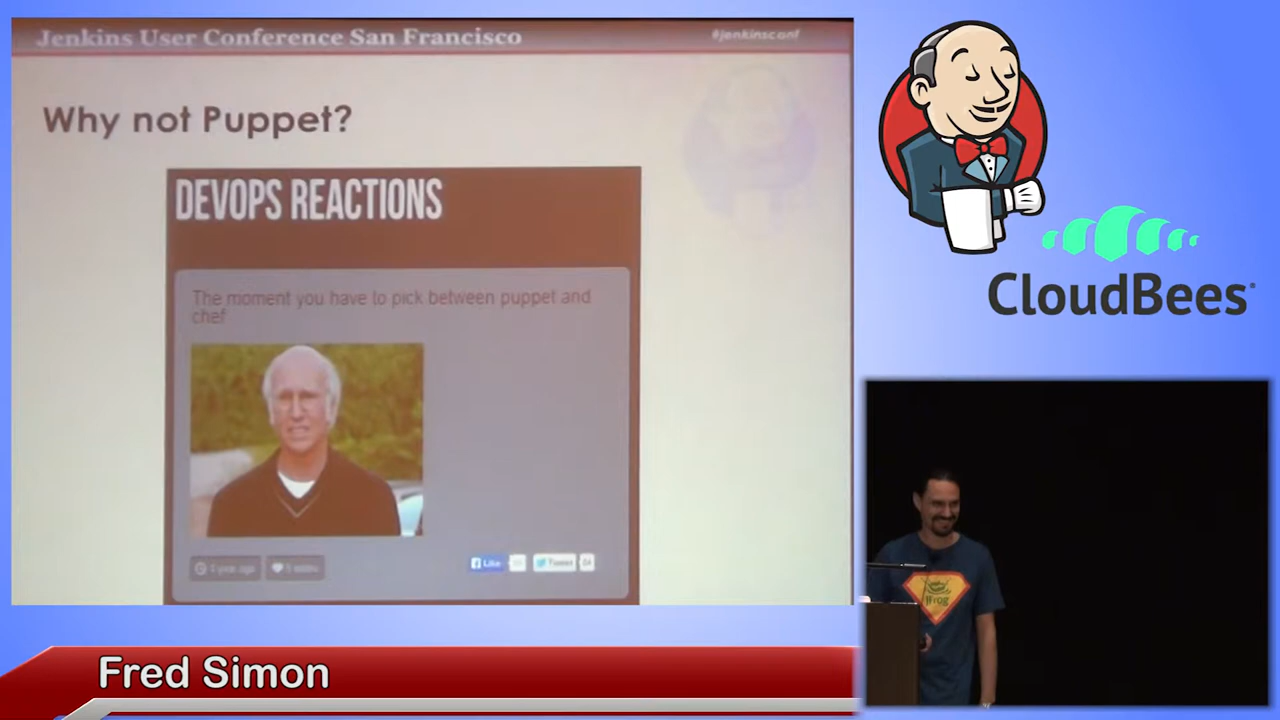 Jenkins User Conference San Francisco
#jenkinsconf
Why not Puppet?
DEVOPS REACTIONS
The moment you have to pick between puppet and
chef
Like
Tweet
CloudBees
Frog
Fred Simon